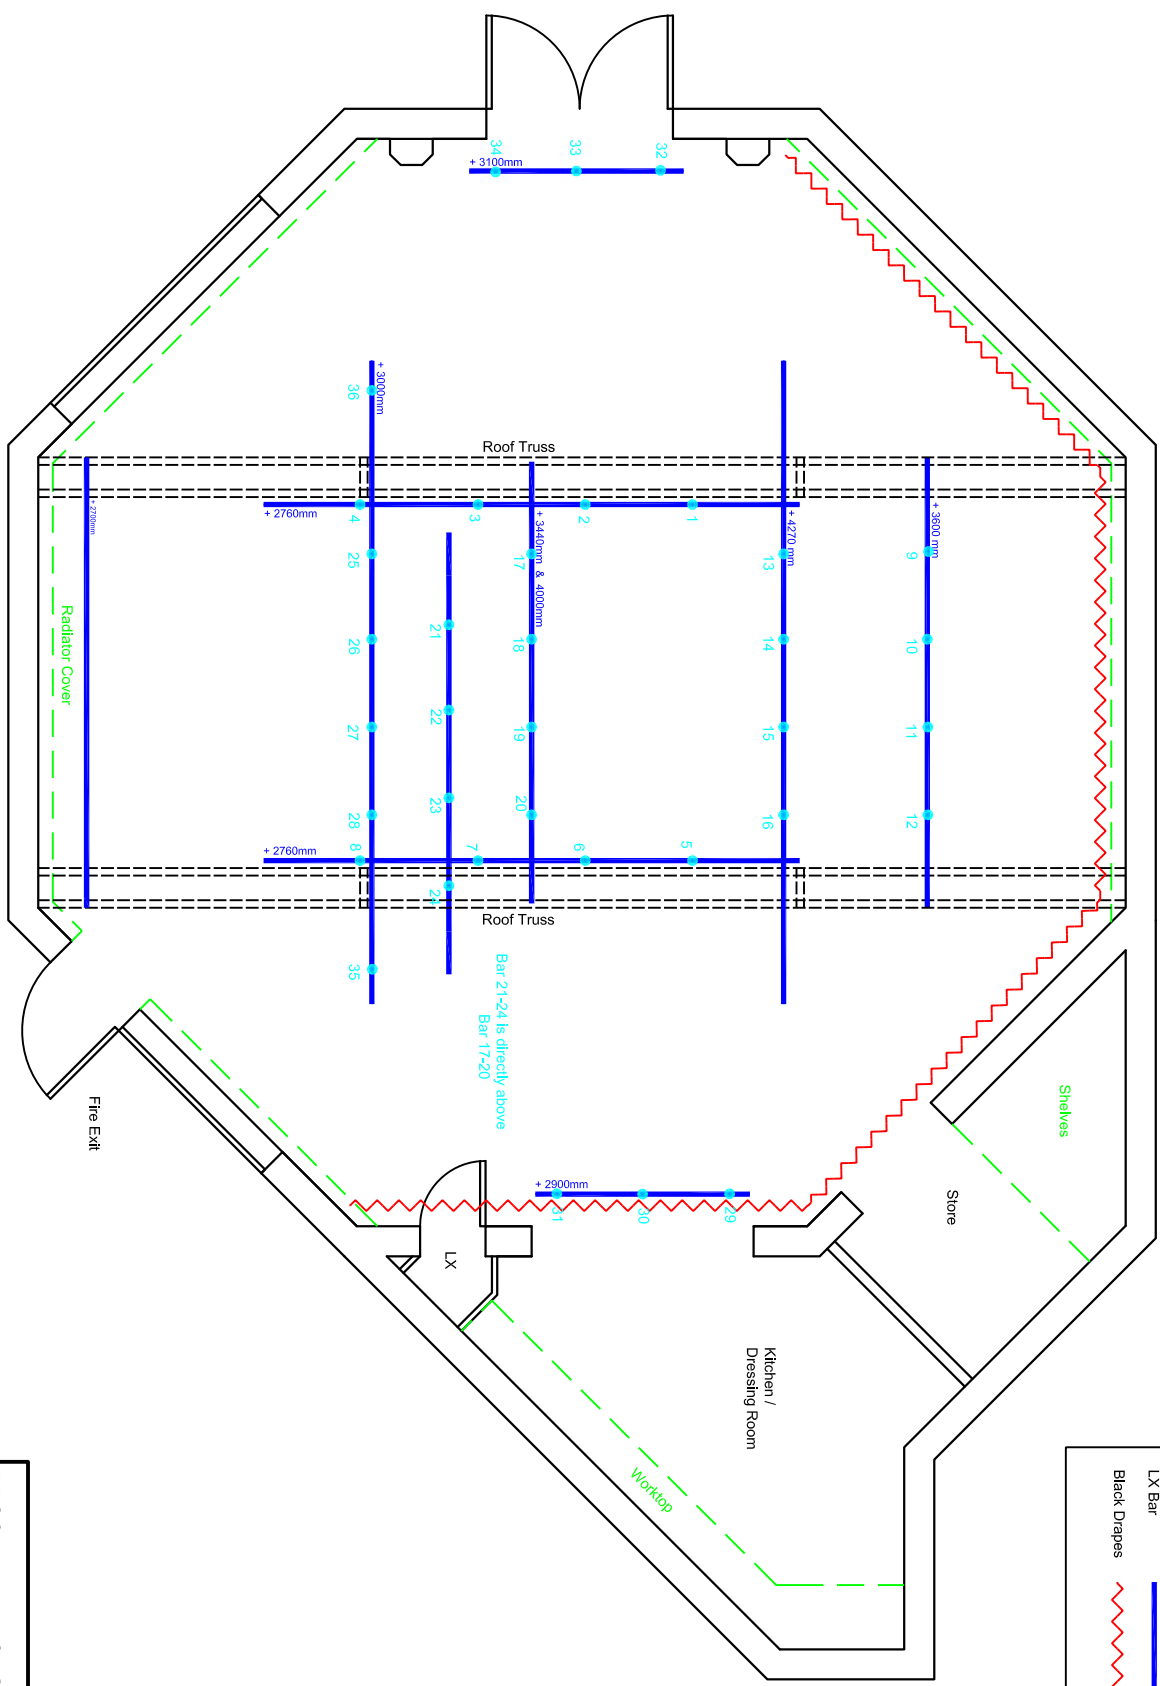 34
33
32
+ 3100mm
36
+ 3000mm
Roof Truss
+ 2700mm
+ 2760mm
4
3
2
1
+ 3440mm & 4000mm
+ 4270 mm
+ 3600 mm
25
17
13
9
Radiator Cover
21
26
18
14
10
22
27
19
15
11
23
28
20
16
12
+ 2760mm
8
7
6
5
24
Roof Truss
35
Bar 21-24 is directly above
Bar 17-20
Fire Exit
Shelves
+ 2900mm
31
30
29
Store
LX
Kitchen /
Dressing Room
Worktop
LX Bar
Black Drapes